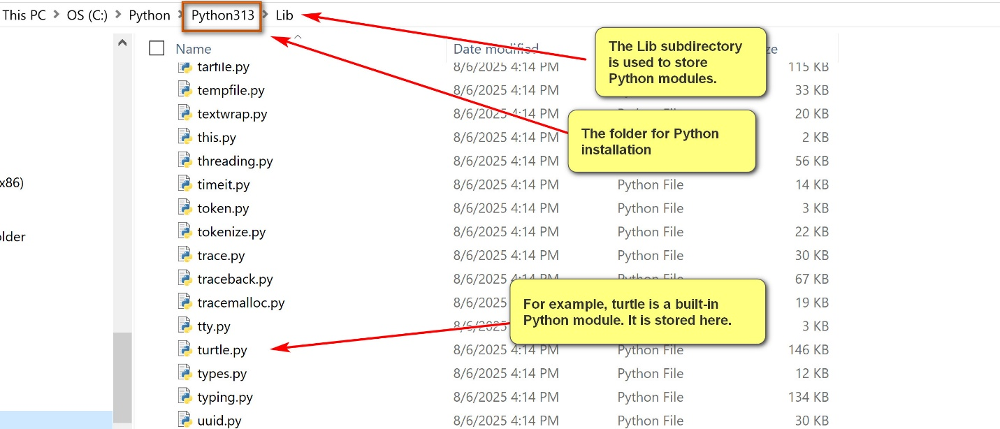 This PC > OS (C:) > Python > Python313 > Lib
The Lib subdirectory
is used to store
Python modules.
Name Date modified ze
tarfile.py 8/6/2025 4:14 PM 115 KB
tempfile.py 8/6/2025 4:14 PM 33 KB
textwrap.py 8/6/2025 4:14 PM 20 KB
The folder for Python
installation
this.py 8/6/2025 4:14 PM 2 KB
threading.py 8/6/2025 4:14 PM 56 KB
x86)
timeit.py 8/6/2025 4:14 PM Python File 14 KB
token.py 8/6/2025 4:14 PM Python File 3 KB
older
tokenize.py 8/6/2025 4:14 PM Python File 22 KB
trace.py 8/6/2025 4:14 PM Python File 30 KB
traceback.py 8/6/2025 4:14 PM Python File 67 KB
For example, turtle is a built-in
Python module. It is stored here.
tracemalloc.py 8/6/2025 19 KB
tty.py 8/6/2025 3 KB
turtle.py 8/6/2025 4:14 PM Python File 146 KB
types.py 8/6/2025 4:14 PM Python File 12 KB
typing.py 8/6/2025 4:14 PM Python File 134 KB
uuid.py 8/6/2025 4:14 PM Python File 30 KB